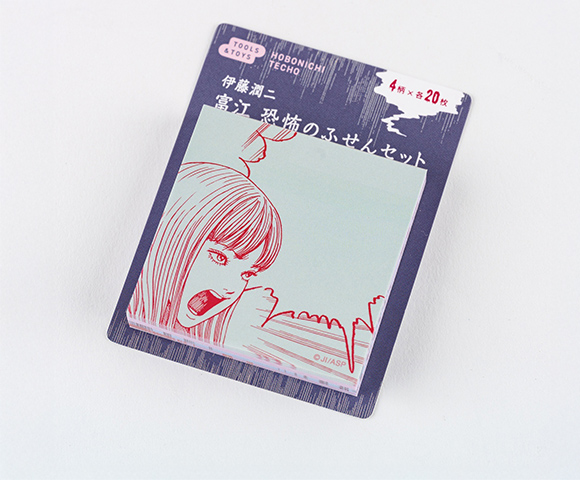 TOOLS
&TOYS
HOBONICHI
TECHO
4柄×各20枚
伊藤潤二
富江 恐怖のふせんセット
©JI/ASP